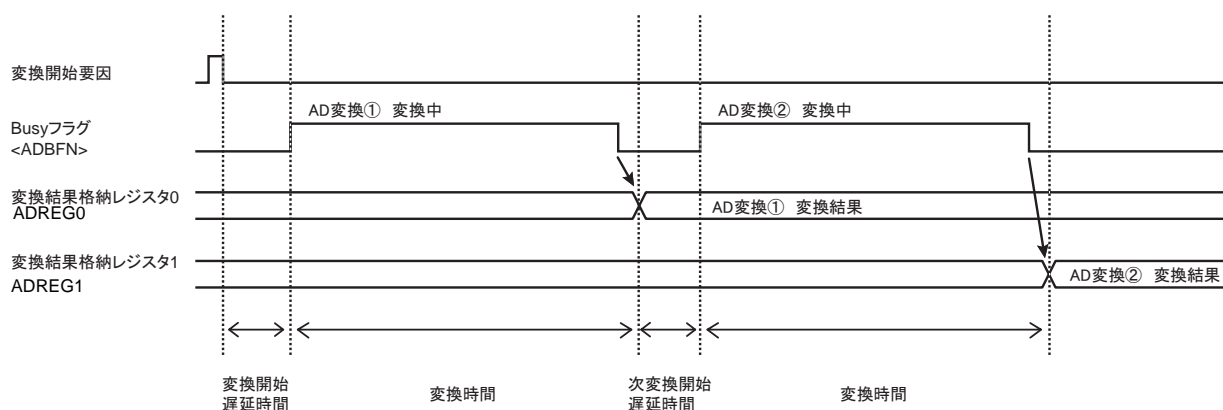 変換開始要因
AD変換① 変換中
AD変換② 変換中
Busyフラグ
<ADBFN>
変換結果格納レジスタ0
ADREG0
AD変換① 変換結果
変換結果格納レジスタ1
ADREG1
AD変換② 変換結果
変換開始
遅延時間
変換時間
次変換開始
遅延時間
変換時間